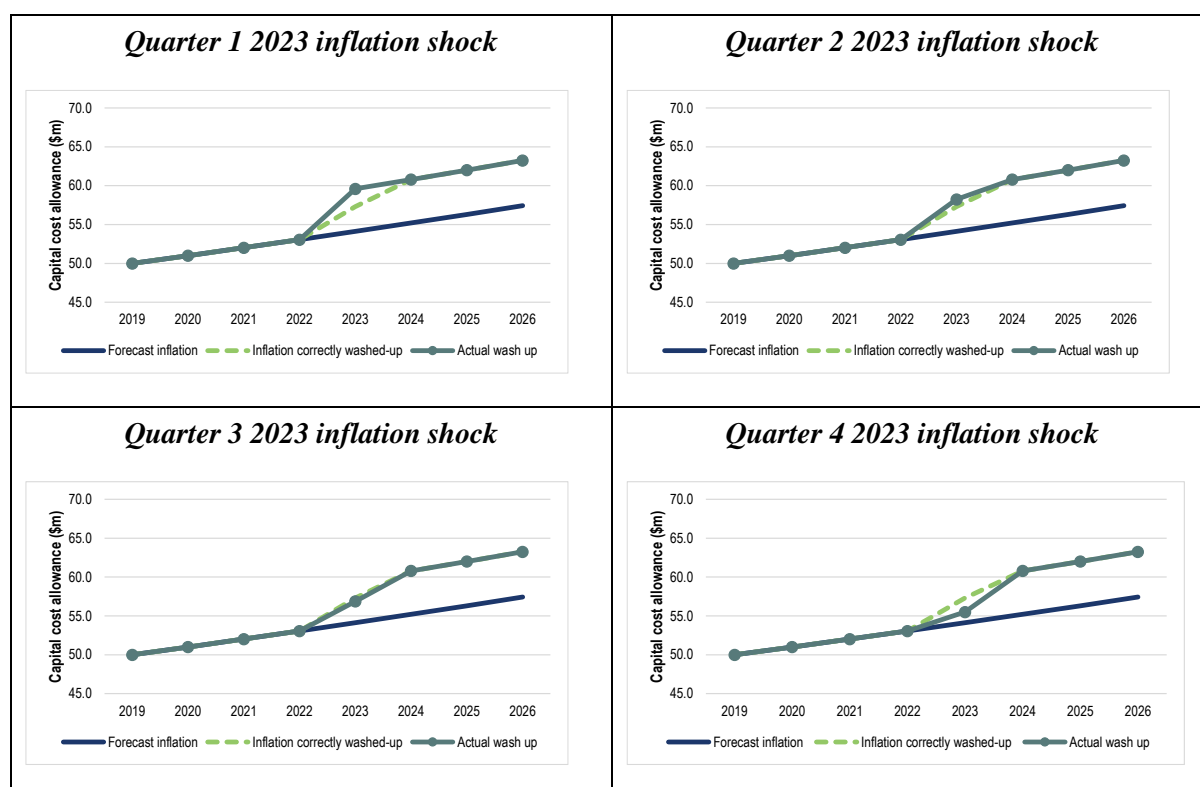 Quarter 1 2023 inflation shock
Capital cost allowance ($m)
70.0
65.0
60.0
55.0
50.0
45.0
2019 2020 2021 2022 2023 2024 2025 2026
Forecast inflation Inflation correctly washed-up Actual wash up
Quarter 2 2023 inflation shock
Capital cost allowance ($m)
70.0
65.0
60.0
55.0
50.0
45.0
2019 2020 2021 2022 2023 2024 2025 2026
Forecast inflation Inflation correctly washed-up Actual wash up
Quarter 3 2023 inflation shock
Capital cost allowance ($m)
70.0
65.0
60.0
55.0
50.0
45.0
2019 2020 2021 2022 2023 2024 2025 2026
Forecast inflation Inflation correctly washed-up Actual wash up
Quarter 4 2023 inflation shock
Capital cost allowance ($m)
70.0
65.0
60.0
55.0
50.0
45.0
2019 2020 2021 2022 2023 2024 2025 2026
Forecast inflation Inflation correctly washed-up Actual wash up